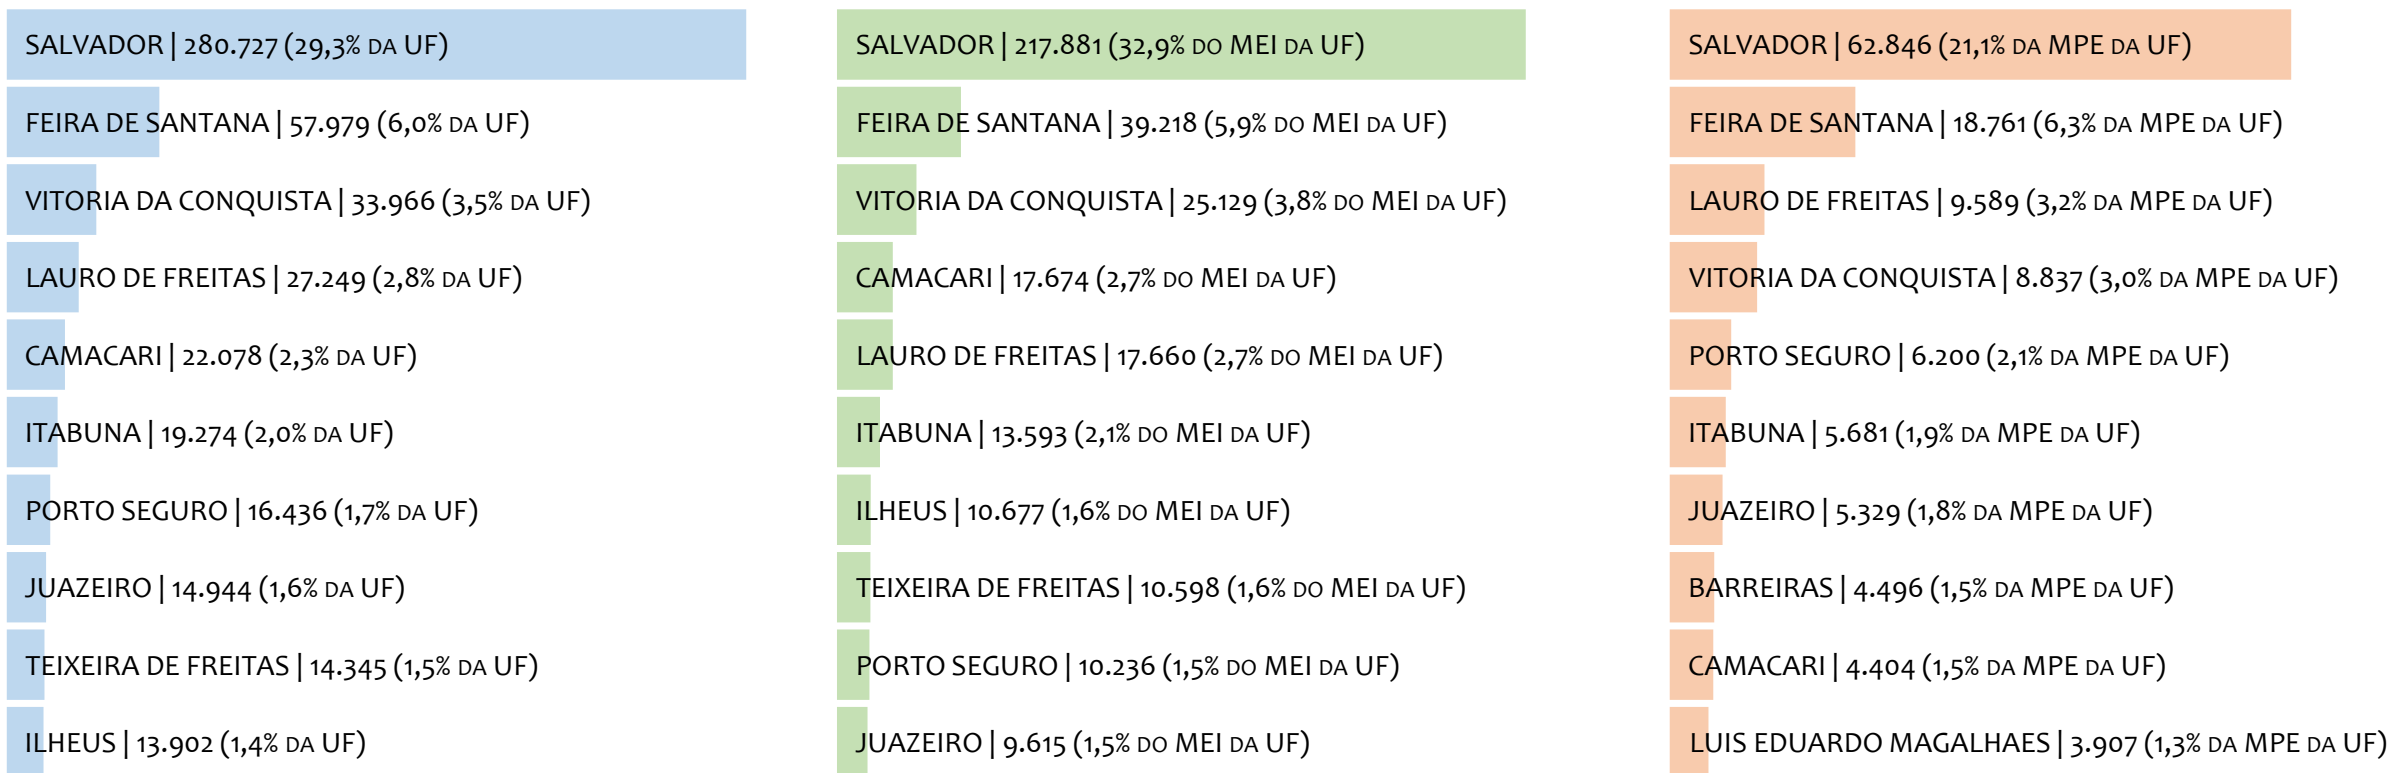 SALVADOR | 280.727 (29,3% DA UF)
FEIRA DE SANTANA | 57.979 (6,0% DA UF)
VITORIA DA CONQUISTA | 33.966 (3,5% DA UF)
LAURO DE FREITAS | 27.249 (2,8% DA UF)
CAMACARI | 22.078 (2,3% DA UF)
ITABUNA | 19.274 (2,0% DA UF)
PORTO SEGURO | 16.436 (1,7% DA UF)
JUAZEIRO | 14.944 (1,6% DA UF)
TEIXEIRA DE FREITAS | 14.345 (1,5% DA UF)
ILHEUS | 13.902 (1,4% DA UF)
SALVADOR | 217.881 (32,9% DO MEI DA UF)
FEIRA DE SANTANA | 39.218 (5,9% DO MEI DA UF)
VITORIA DA CONQUISTA | 25.129 (3,8% DO MEI DA UF)
CAMACARI | 17.674 (2,7% DO MEI DA UF)
LAURO DE FREITAS | 17.660 (2,7% DO MEI DA UF)
ITABUNA | 13.593 (2,1% DO MEI DA UF)
ILHEUS | 10.677 (1,6% DO MEI DA UF)
TEIXEIRA DE FREITAS | 10.598 (1,6% DO MEI DA UF)
PORTO SEGURO | 10.236 (1,5% DO MEI DA UF)
JUAZEIRO | 9.615 (1,5% DO MEI DA UF)
SALVADOR | 62.846 (21,1% DA MPE DA UF)
FEIRA DE SANTANA | 18.761 (6,3% DA MPE DA UF)
LAURO DE FREITAS | 9.589 (3,2% DA MPE DA UF)
VITORIA DA CONQUISTA | 8.837 (3,0% DA MPE DA UF)
PORTO SEGURO | 6.200 (2,1% DA MPE DA UF)
ITABUNA | 5.681 (1,9% DA MPE DA UF)
JUAZEIRO | 5.329 (1,8% DA MPE DA UF)
BARREIRAS | 4.496 (1,5% DA MPE DA UF)
CAMACARI | 4.404 (1,5% DA MPE DA UF)
LUIS EDUARDO MAGALHAES | 3.907 (1,3% DA MPE DA UF)